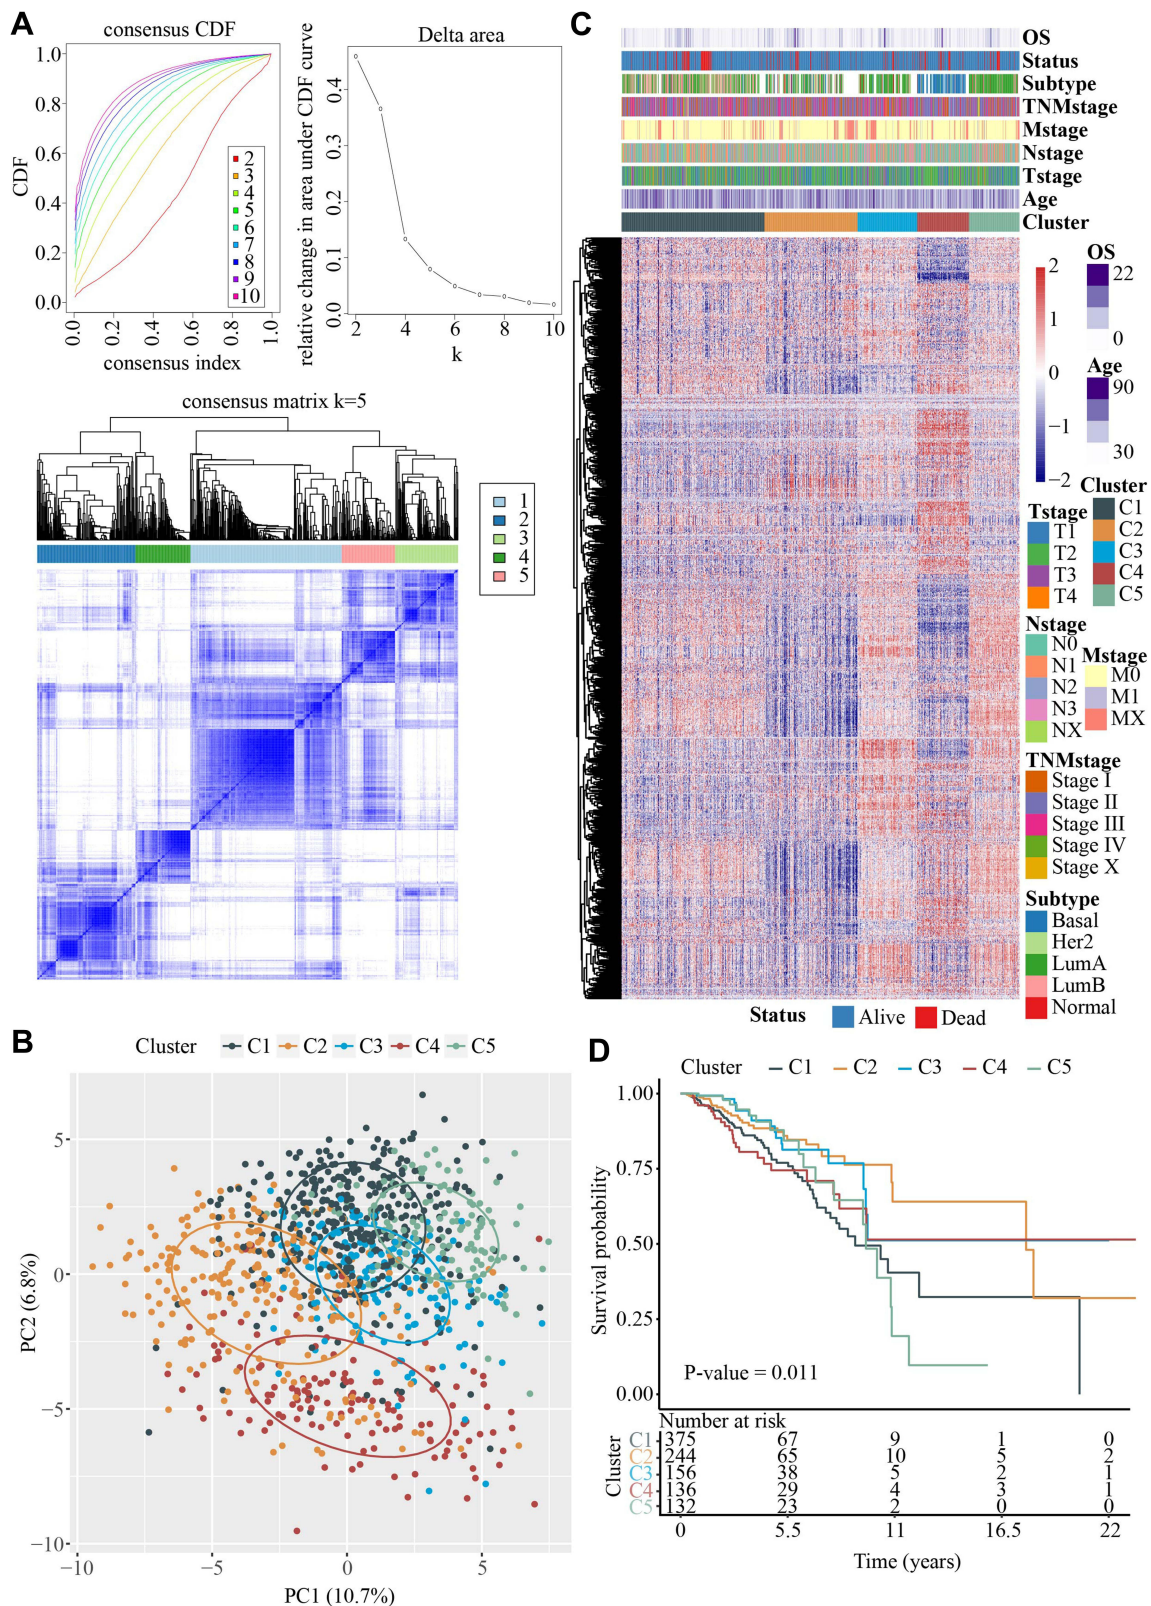 A
consensus CDF
CDF
1.0
0.8
0.6
0.4
0.2
0.0
0.0
0.2
0.4
0.6
0.8
1.0
consensus index
2
3
4
5
6
7
8
9
10
Delta area
relative change in area under CDF curve
0.4
0.3
0.2
0.1
0.0
2
4
6
8
10
k
consensus matrix k=5
1
2
3
4
5
B
Cluster
C1
C2
C3
C4
C5
PC2 (6.8%)
5
0
−5
−10
−10
−5
0
5
PC1 (10.7%)
C
OS
Status
Subtype
TNMstage
Mstage
Nstage
Tstage
Age
Cluster
2
1
0
−1
−2
OS
22
0
Age
90
30
Cluster
C1
C2
C3
C4
C5
Tstage
T1
T2
T3
T4
Nstage
N0
N1
N2
N3
NX
Mstage
M0
M1
MX
TNMstage
Stage I
Stage II
Stage III
Stage IV
Stage X
Subtype
Basal
Her2
LumA
LumB
Normal
Status
Alive
Dead
D
Cluster
C1
C2
C3
C4
C5
Survival probability
1.00
0.75
0.50
0.25
0.00
P-value = 0.011
Number at risk
Cluster
C1 375 67 9 1 0
C2 244 65 10 5 2
C3 156 38 5 2 1
C4 136 29 4 3 1
C5 132 23 2 0 0
0 5.5 11 16.5 22
Time (years)